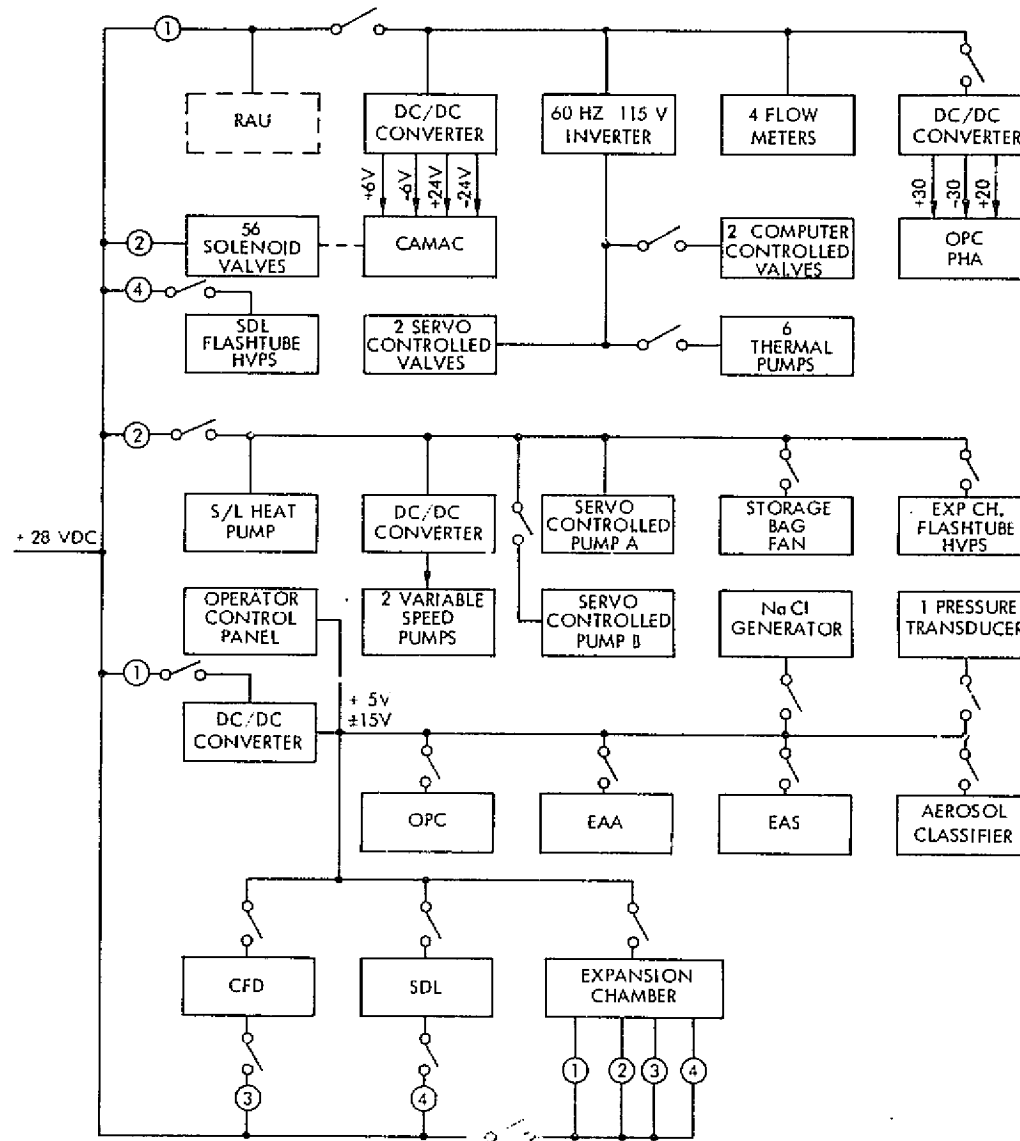 1
RAU
DC/DC
CONVERTER
60 HZ 115 V
INVERTER
4 FLOW
METERS
DC/DC
CONVERTER
+6V
-6V
+24V
-24V
+30
-30
+20
2
56
SOLENOID
VALVES
CAMAC
2 COMPUTER
CONTROLLED
VALVES
OPC
PHA
4
SDL
FLASHTUBE
HVPS
2 SERVO
CONTROLLED
VALVES
6
THERMAL
PUMPS
2
S/L HEAT
PUMP
DC/DC
CONVERTER
SERVO
CONTROLLED
PUMP A
STORAGE
BAG
FAN
EXP CH.
FLASHTUBE
HVPS
+ 28 VDC
OPERATOR
CONTROL
PANEL
2 VARIABLE
SPEED
PUMPS
SERVO
CONTROLLED
PUMP B
NaCl
GENERATOR
1 PRESSURE
TRANSDUCER
1
DC/DC
CONVERTER
+ 5V
±15V
OPC
EAA
EAS
AEROSOL
CLASSIFIER
CFD
SDL
EXPANSION
CHAMBER
3
4
1
2
3
4